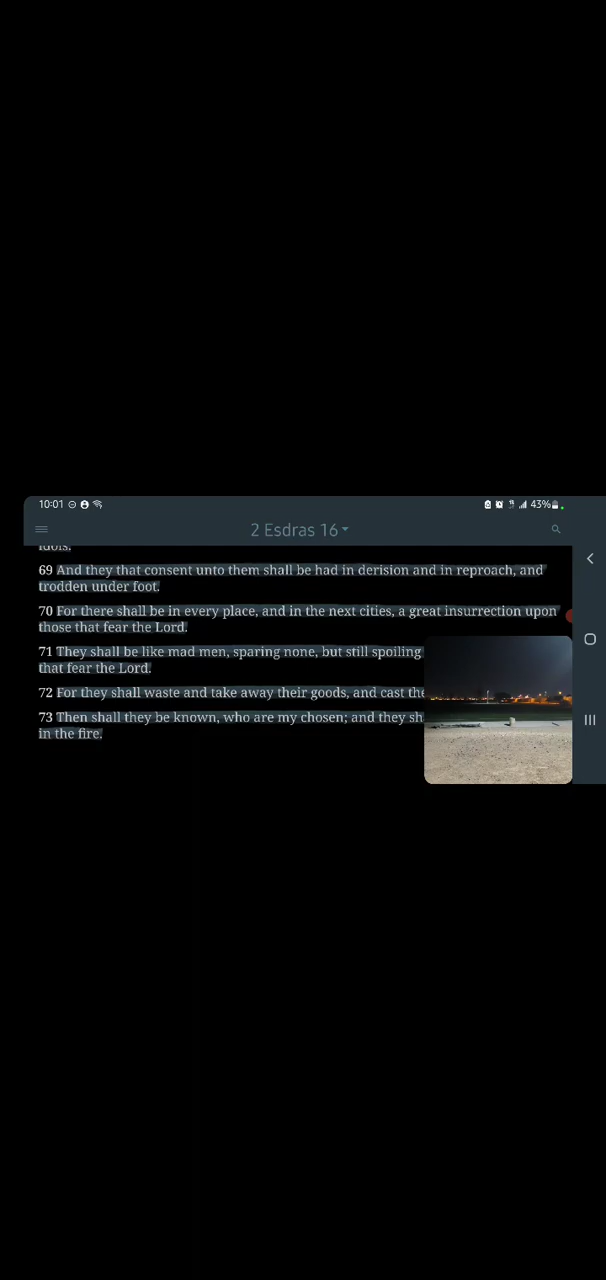 10:01 43%
2 Esdras 16
idols.
69 And they that consent unto them shall be had in derision and in reproach, and
trodden under foot.
70 For there shall be in every place, and in the next cities, a great insurrection upon
those that fear the Lord.
71 They shall be like mad men, sparing none, but still spoiling
that fear the Lord.
72 For they shall waste and take away their goods, and cast the
73 Then shall they be known, who are my chosen; and they sh
in the fire.